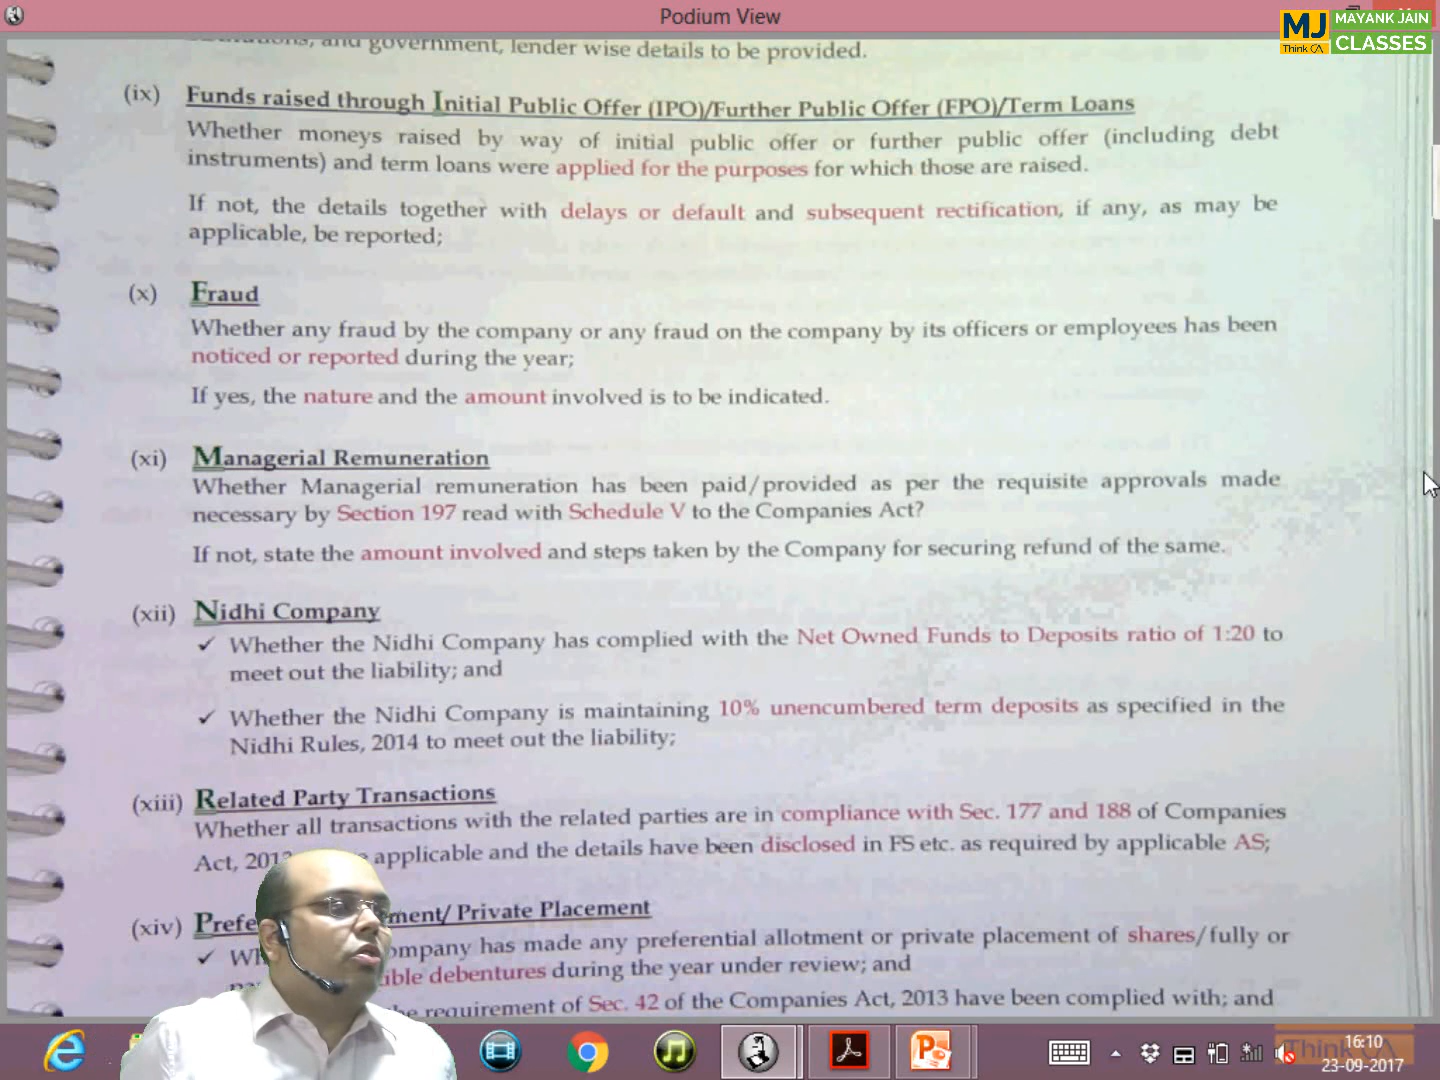 Podium View
MJ
Think CA
MAYANK JAIN
CLASSES
and government, lender wise details to be provided.
(ix) Funds raised through Initial Public Offer (IPO)/Further Public Offer (FPO)/Term Loans
Whether moneys raised by way of initial public offer or further public offer (including debt
instruments) and term loans were applied for the purposes for which those are raised.
If not, the details together with delays or default and subsequent rectification, if any, as may be
applicable, be reported;
(x) Fraud
Whether any fraud by the company or any fraud on the company by its officers or employees has been
noticed or reported during the year;
If yes, the nature and the amount involved is to be indicated.
(xi) Managerial Remuneration
Whether Managerial remuneration has been paid/provided as per the requisite approvals made
necessary by Section 197 read with Schedule V to the Companies Act?
If not, state the amount involved and steps taken by the Company for securing refund of the same.
(xii) Nidhi Company
✓ Whether the Nidhi Company has complied with the Net Owned Funds to Deposits ratio of 1:20 to
meet out the liability; and
✓ Whether the Nidhi Company is maintaining 10% unencumbered term deposits as specified in the
Nidhi Rules, 2014 to meet out the liability;
(xiii) Related Party Transactions
Whether all transactions with the related parties are in compliance with Sec. 177 and 188 of Companies
Act, applicable and the details have been disclosed in FS etc. as required by applicable AS;
(xiv) Private Placement
✓ has made any preferential allotment or private placement of shares/fully or
debentures during the year under review; and
requirement of Sec. 42 of the Companies Act, 2013 have been complied with; and
Think CA
16:10
23-09-2017